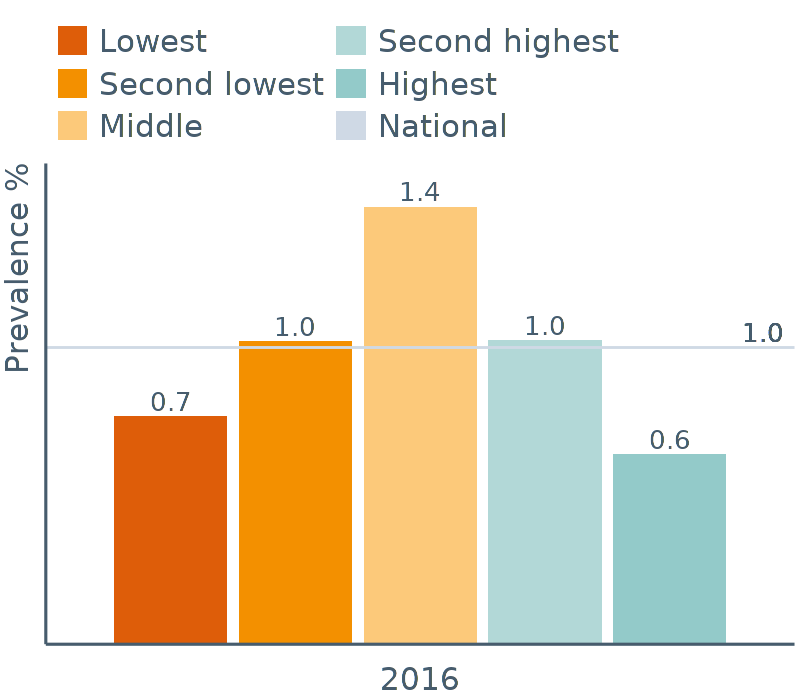 Lowest
Second lowest
Middle
Second highest
Highest
National
Prevalence %
1.4
1.0
1.0
1.0
0.7
0.6
2016